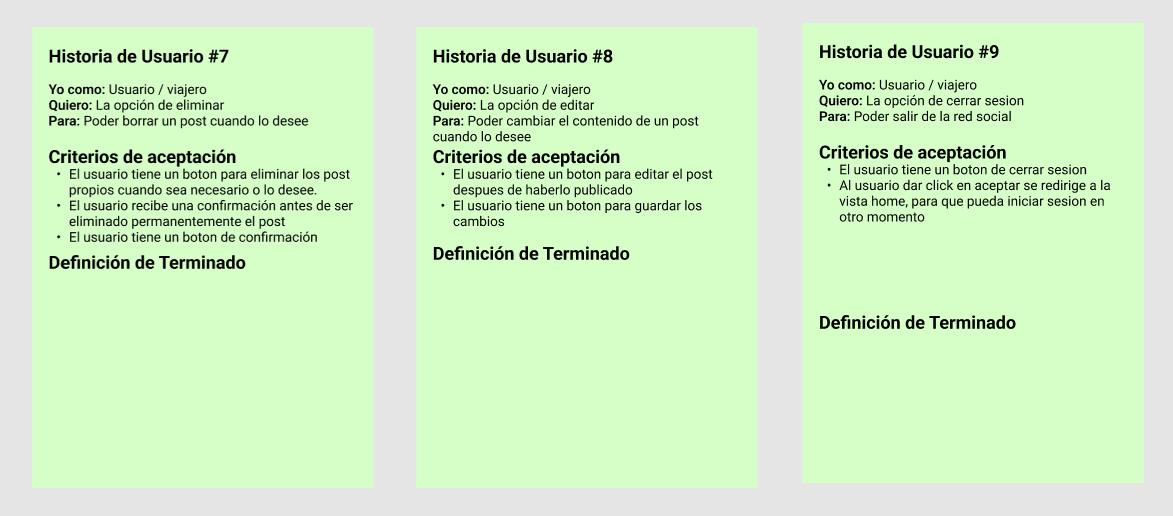 Historia de Usuario #7
Yo como: Usuario / viajero
Quiero: La opción de eliminar
Para: Poder borrar un post cuando lo desee
Criterios de aceptación
• El usuario tiene un boton para eliminar los post
propios cuando sea necesario o lo desee.
• El usuario recibe una confirmación antes de ser
eliminado permanentemente el post
• El usuario tiene un boton de confirmación
Definición de Terminado
Historia de Usuario #8
Yo como: Usuario / viajero
Quiero: La opción de editar
Para: Poder cambiar el contenido de un post
cuando lo desee
Criterios de aceptación
• El usuario tiene un boton para editar el post
despues de haberlo publicado
• El usuario tiene un boton para guardar los
cambios
Definición de Terminado
Historia de Usuario #9
Yo como: Usuario / viajero
Quiero: La opción de cerrar sesion
Para: Poder salir de la red social
Criterios de aceptación
• El usuario tiene un boton de cerrar sesion
• Al usuario dar click en aceptar se redirige a la
vista home, para que pueda iniciar sesion en
otro momento
Definición de Terminado